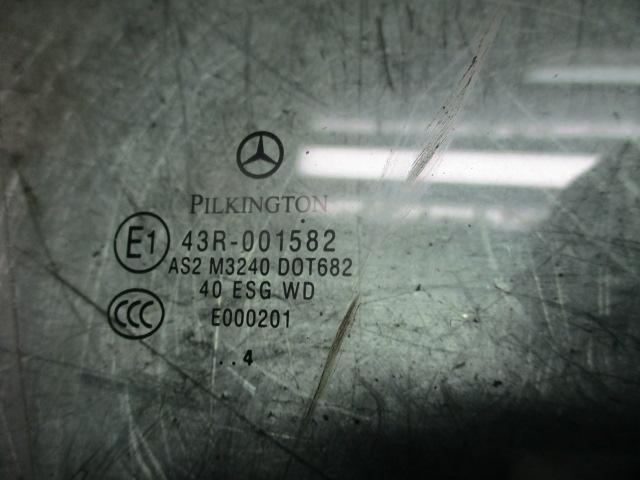 PILKINGTON
E1 43R-001582
AS2 M3240 DOT682
40 ESG WD
CCC E000201
..4